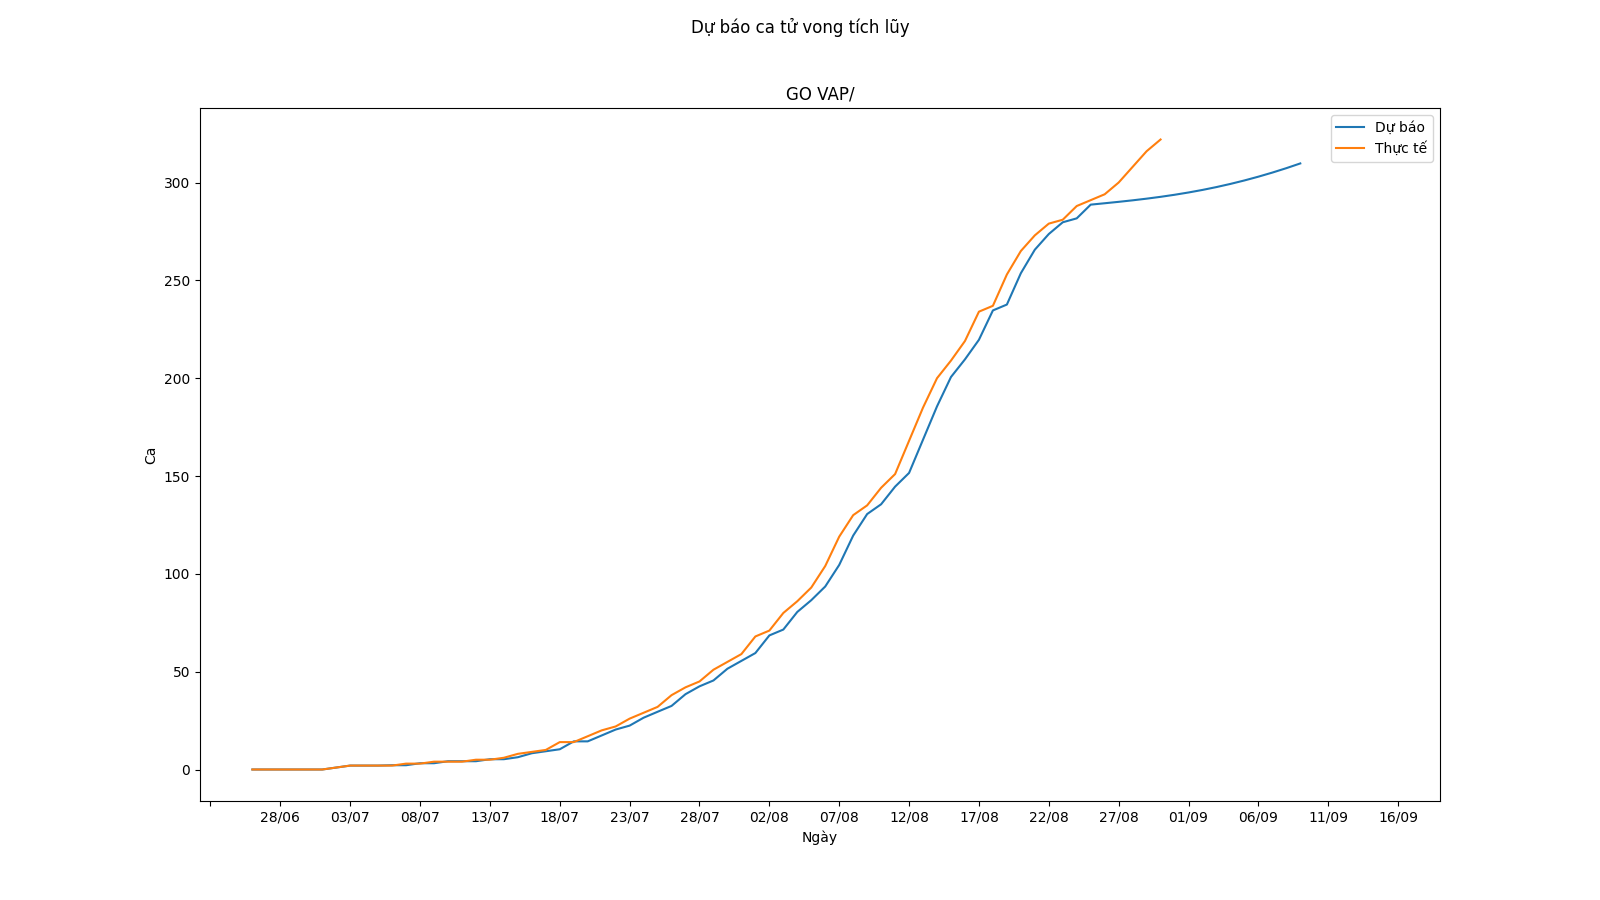 Dự báo ca tử vong tích lũy
GO VAP/
Dự báo
Thực tế
300
250
200
150
100
50
0
Ca
28/06 03/07 08/07 13/07 18/07 23/07 28/07 02/08 07/08 12/08 17/08 22/08 27/08 01/09 06/09 11/09 16/09
Ngày